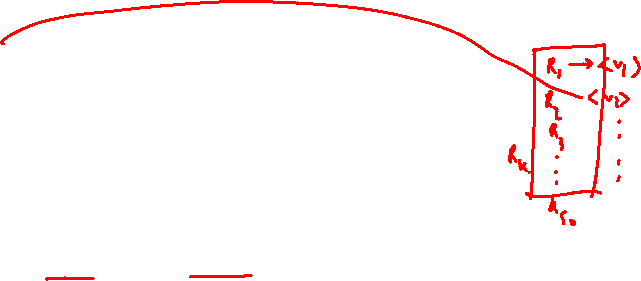 R₁ → <v₁>
R₂ <v₂>
R₃
Rₖ
R₅₀